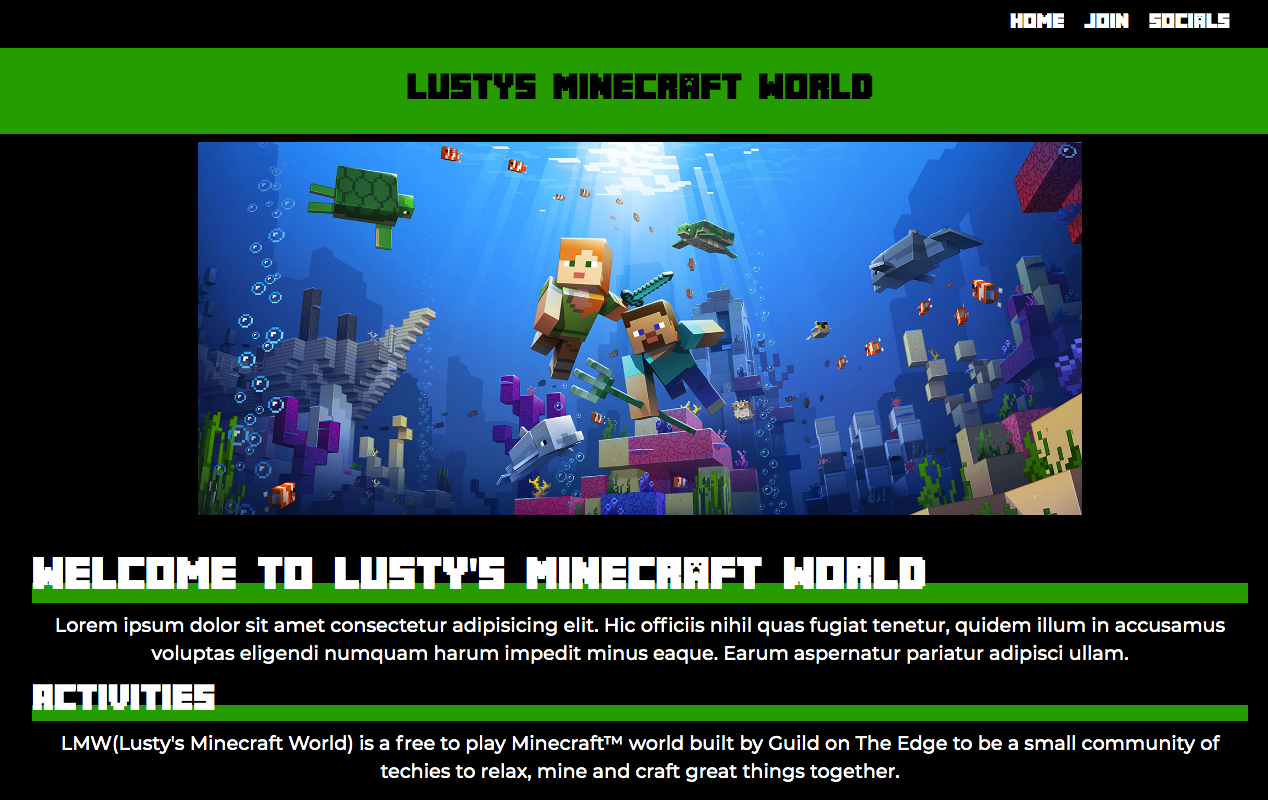 HOME JOIN SOCIALS
LUSTYS MINECRAFT WORLD
WELCOME TO LUSTY'S MINECRAFT WORLD
Lorem ipsum dolor sit amet consectetur adipisicing elit. Hic officiis nihil quas fugiat tenetur, quidem illum in accusamus
voluptas eligendi numquam harum impedit minus eaque. Earum aspernatur pariatur adipisci ullam.
ACTIVITIES
LMW(Lusty's Minecraft World) is a free to play Minecraft™ world built by Guild on The Edge to be a small community of
techies to relax, mine and craft great things together.